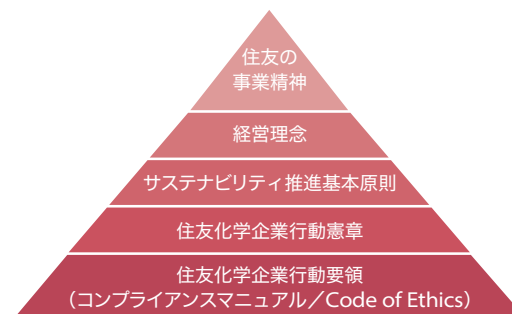 住友の
事業精神
経営理念
サステナビリティ推進基本原則
住友化学企業行動憲章
住友化学企業行動要領
（コンプライアンスマニュアル／Code of Ethics）